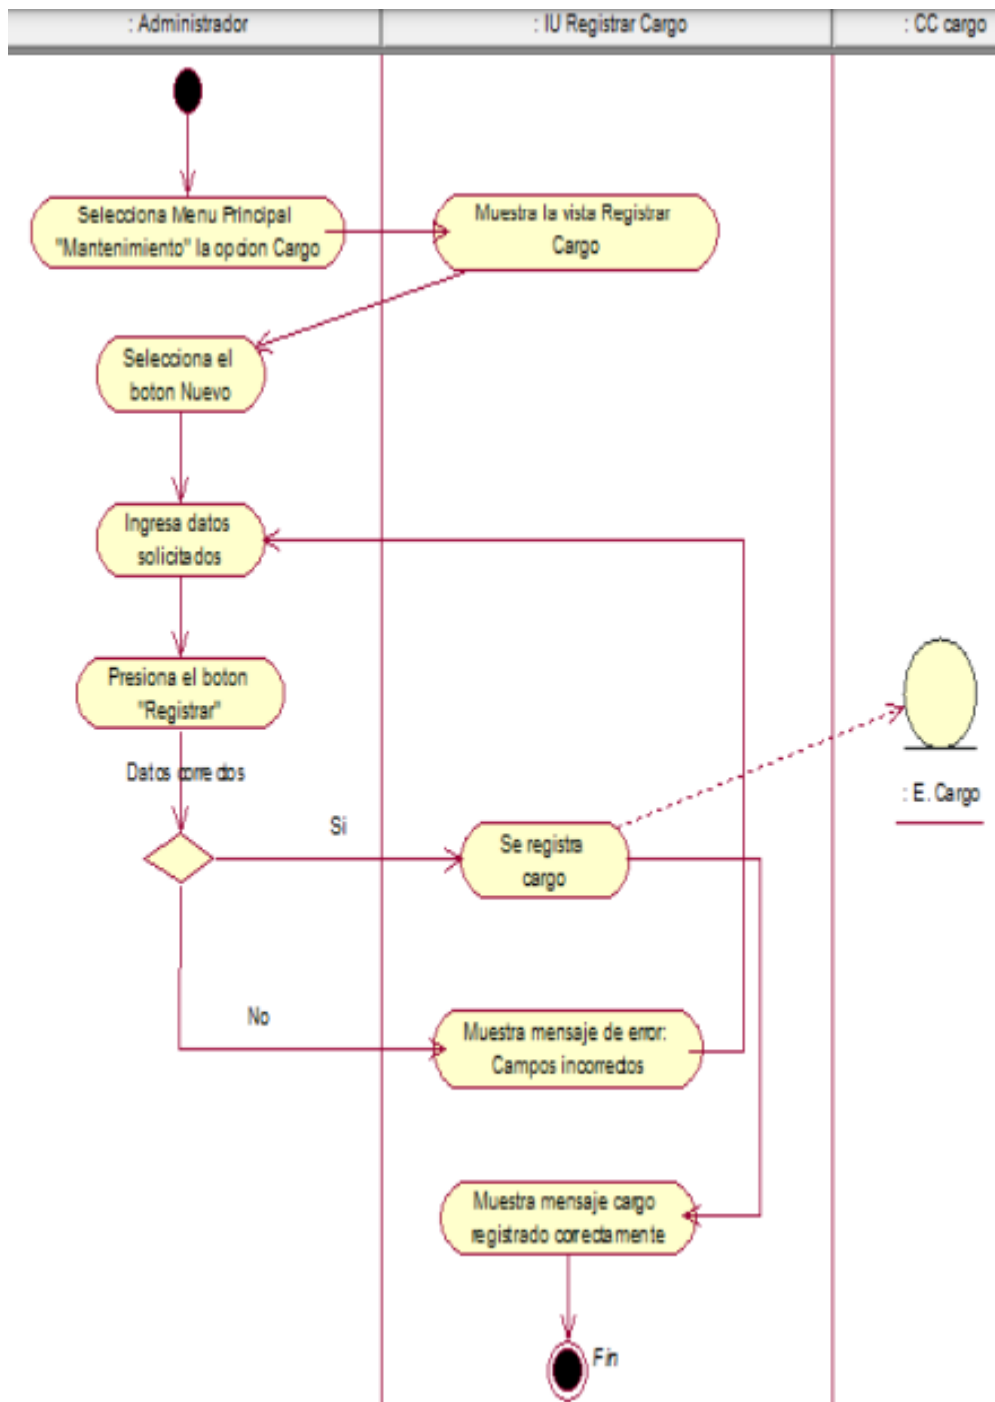 : Administrador
: IU Registrar Cargo
: CC cargo
Selecciona Menu Principal
"Mantenimiento" la opcion Cargo
Muestra la vista Registrar
Cargo
Selecciona el
boton Nuevo
Ingresa datos
solicitados
Presiona el boton
"Registrar"
Datos correctos
Si
Se registra
cargo
: E. Cargo
No
Muestra mensaje de error:
Campos incorrectos
Muestra mensaje cargo
registrado correctamente
Fin